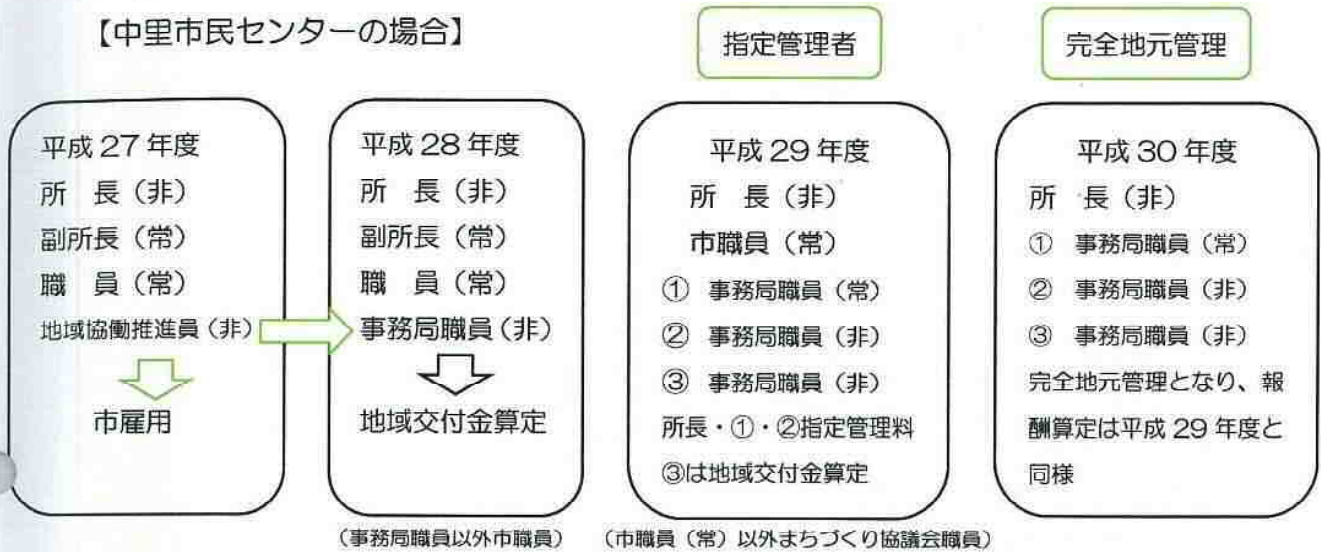 【中里市民センターの場合】
指定管理者
完全地元管理
平成 27 年度
所　長（非）
副所長（常）
職　員（常）
地域協働推進員（非）
市雇用
平成 28 年度
所　長（非）
副所長（常）
職　員（常）
事務局職員（非）
地域交付金算定
（事務局職員以外市職員）
平成 29 年度
所　長（非）
市職員（常）
①　事務局職員（常）
②　事務局職員（非）
③　事務局職員（非）
所長・①・②指定管理料
③は地域交付金算定
（市職員（常）以外まちづくり協議会職員）
平成 30 年度
所　長（非）
①　事務局職員（常）
②　事務局職員（非）
③　事務局職員（非）
完全地元管理となり、報
酬算定は平成 29 年度と
同様